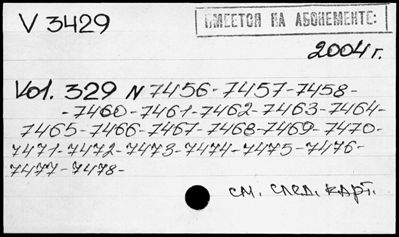 V 3429
ИМЕЕТСЯ НА АБОНЕМЕНТЕ:
2004 г.
Vol. 329 N 7456-7457-7458-
-7460-7461-7462-7463-7464-
7465-7466-7467-7468-7469-7470-
7471-7472-7473-7474-7475-7476-
7477-7478-
см. след. карт.